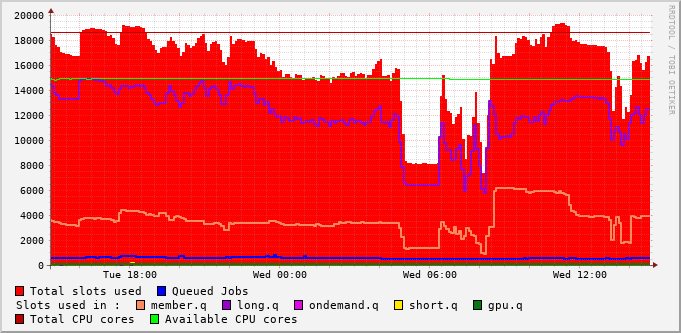 20000
18000
16000
14000
12000
10000
8000
6000
4000
2000
0
Tue 18:00 Wed 00:00 Wed 06:00 Wed 12:00
RRDTOOL / TOBI OETIKER
Total slots used Queued Jobs
Slots used in : member.q long.q ondemand.q short.q gpu.q
Total CPU cores Available CPU cores